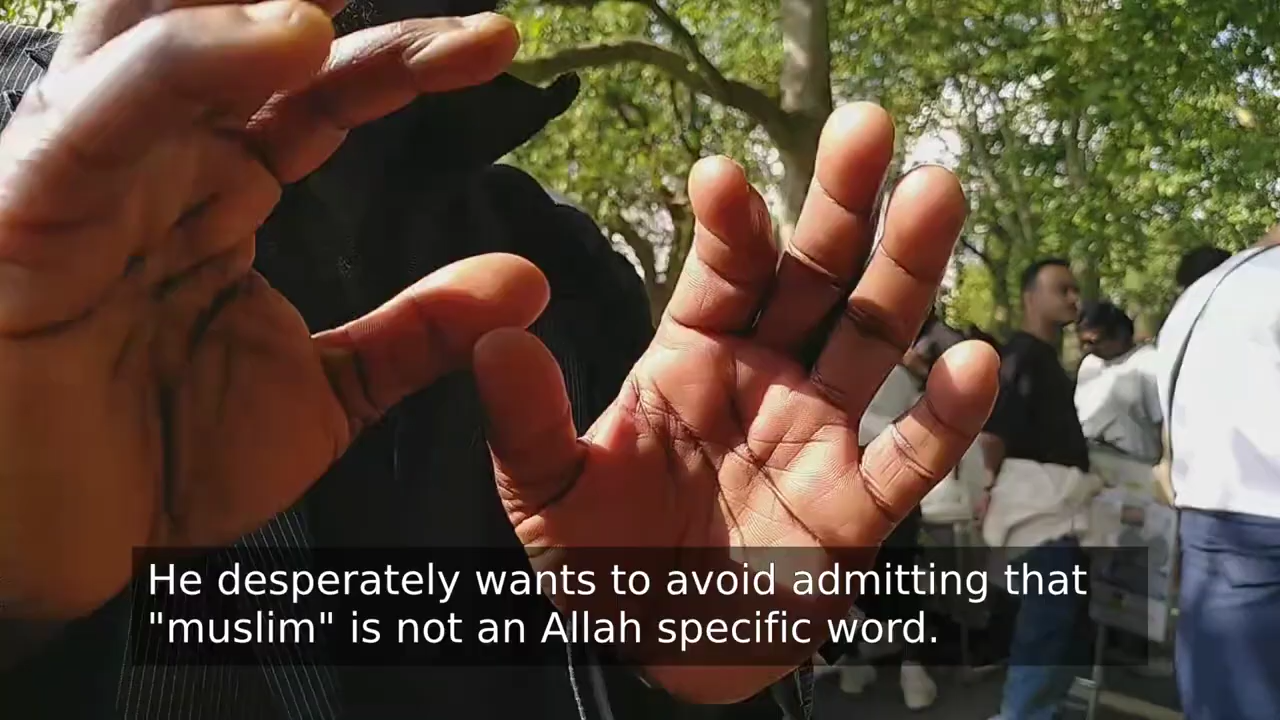 He desperately wants to avoid admitting that
"muslim" is not an Allah specific word.